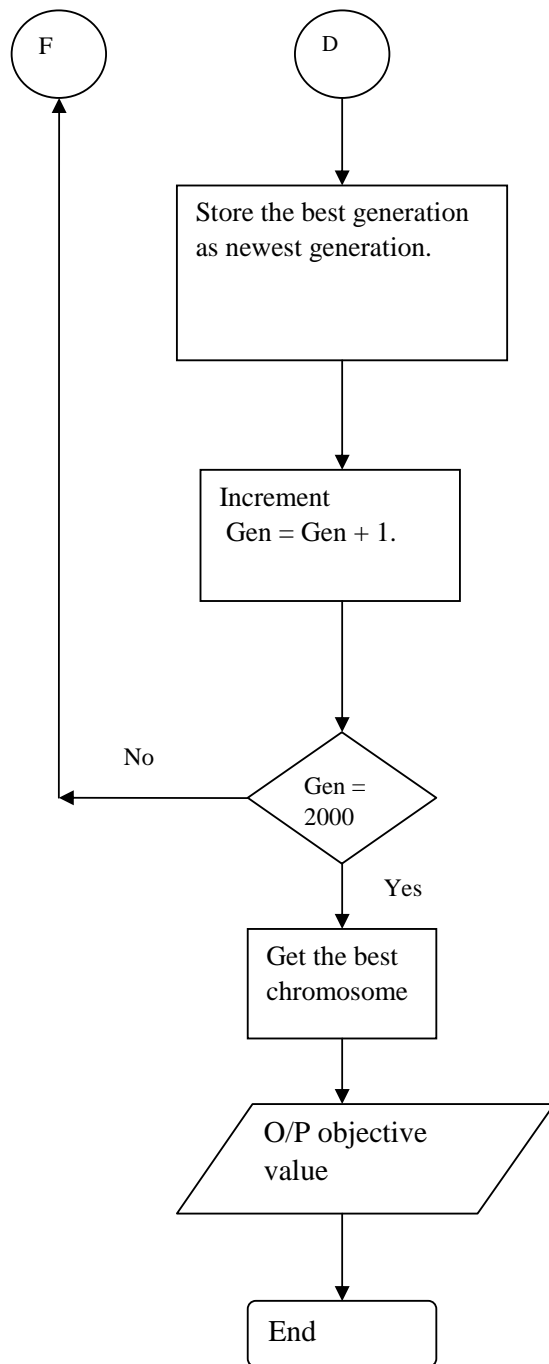 F
D
Store the best generation
as newest generation.
Increment
Gen = Gen + 1.
No
Gen =
2000
Yes
Get the best
chromosome
O/P objective
value
End